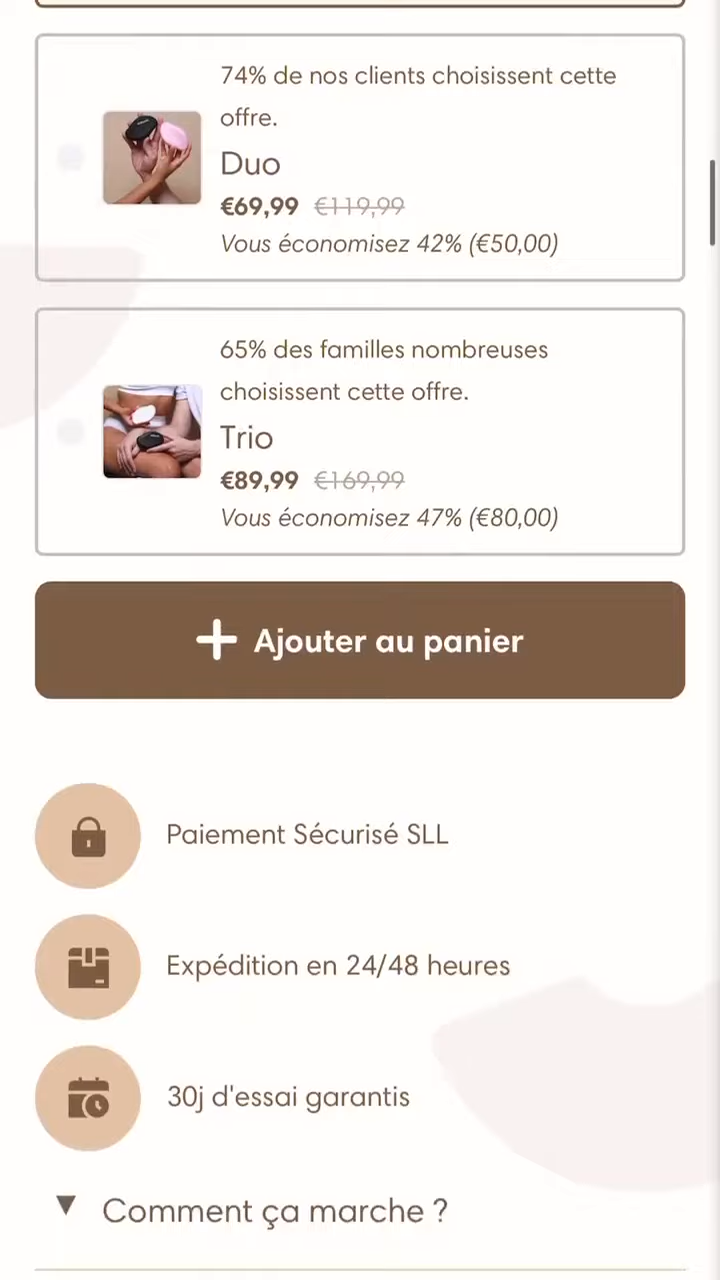 74% de nos clients choisissent cette
offre.
Duo
€69,99 €119,99
Vous économisez 42% (€50,00)
65% des familles nombreuses
choisissent cette offre.
Trio
€89,99 €169,99
Vous économisez 47% (€80,00)
Ajouter au panier
Paiement Sécurisé SLL
Expédition en 24/48 heures
30j d'essai garantis
▼ Comment ça marche ?